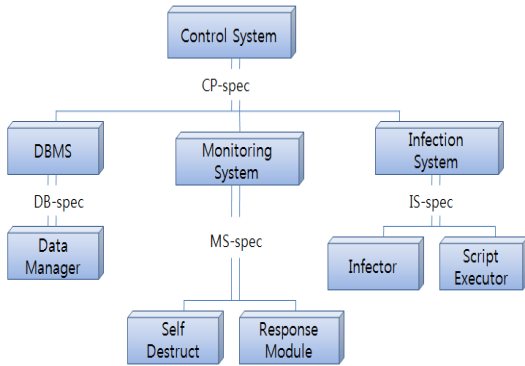 Control System
CP-spec
DBMS
Monitoring
System
Infection
System
DB-spec
MS-spec
IS-spec
Data
Manager
Infector
Script
Executor
Self
Destruct
Response
Module